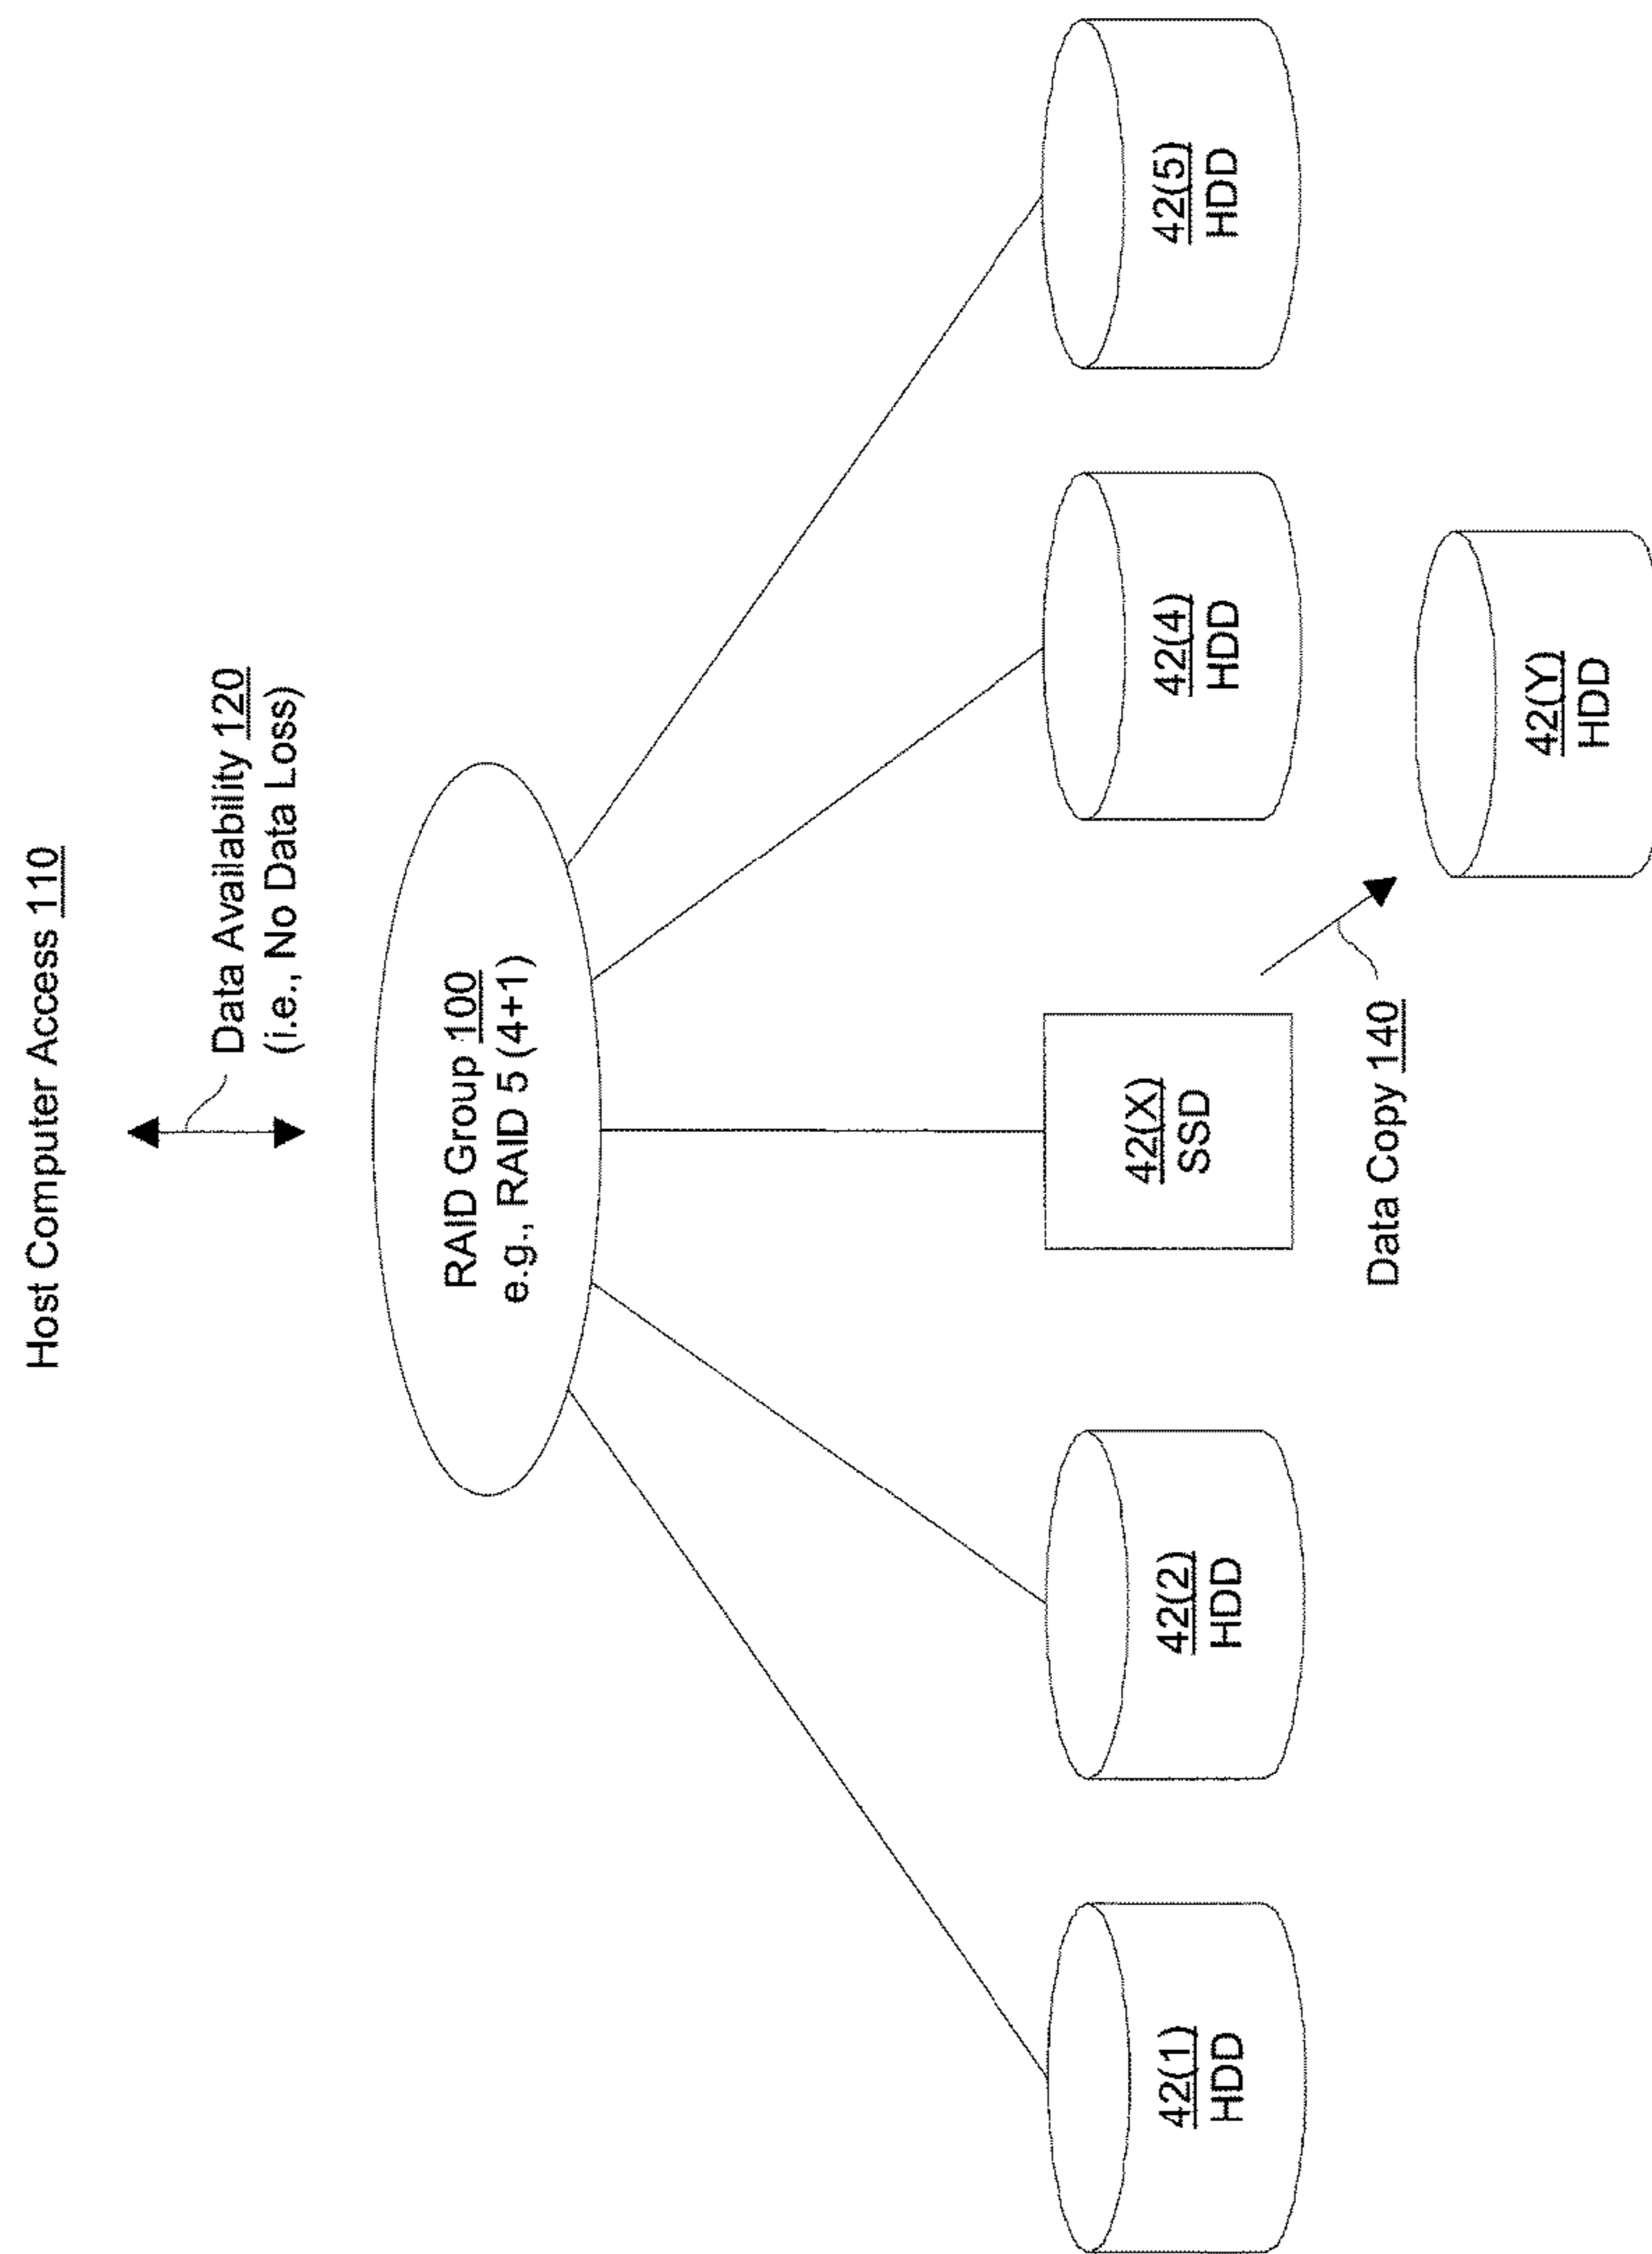 Host Computer Access 110
Data Availability 120
(i.e., No Data Loss)
RAID Group 100
e.g., RAID 5 (4+1)
42(1)
HDD
42(2)
HDD
42(X)
SSD
42(4)
HDD
42(5)
HDD
Data Copy 140
42(Y)
HDD